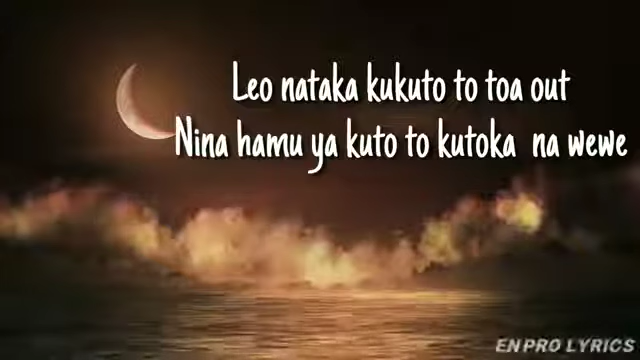 Leo nataka kukuto to toa out
Nina hamu ya kuto to kutoka na wewe
ENPRO LYRICS